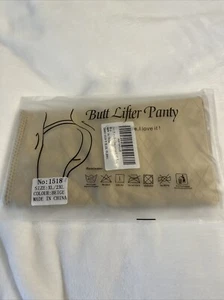 Butt Lifter Panty
No:1518
SIZE:XL/2XL
COLOUR:BEIGE
MADE IN CHINA